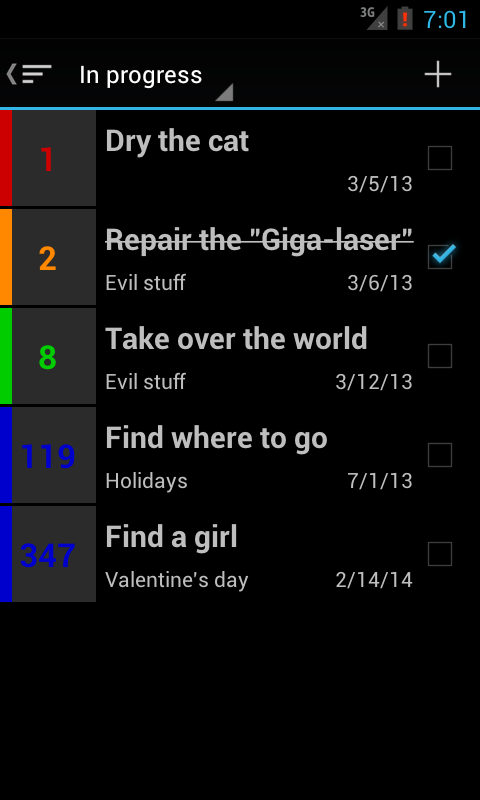 3G 7:01
In progress
1 Dry the cat
3/5/13
2 Repair the "Giga-laser"
Evil stuff 3/6/13
8 Take over the world
Evil stuff 3/12/13
119 Find where to go
Holidays 7/1/13
347 Find a girl
Valentine's day 2/14/14